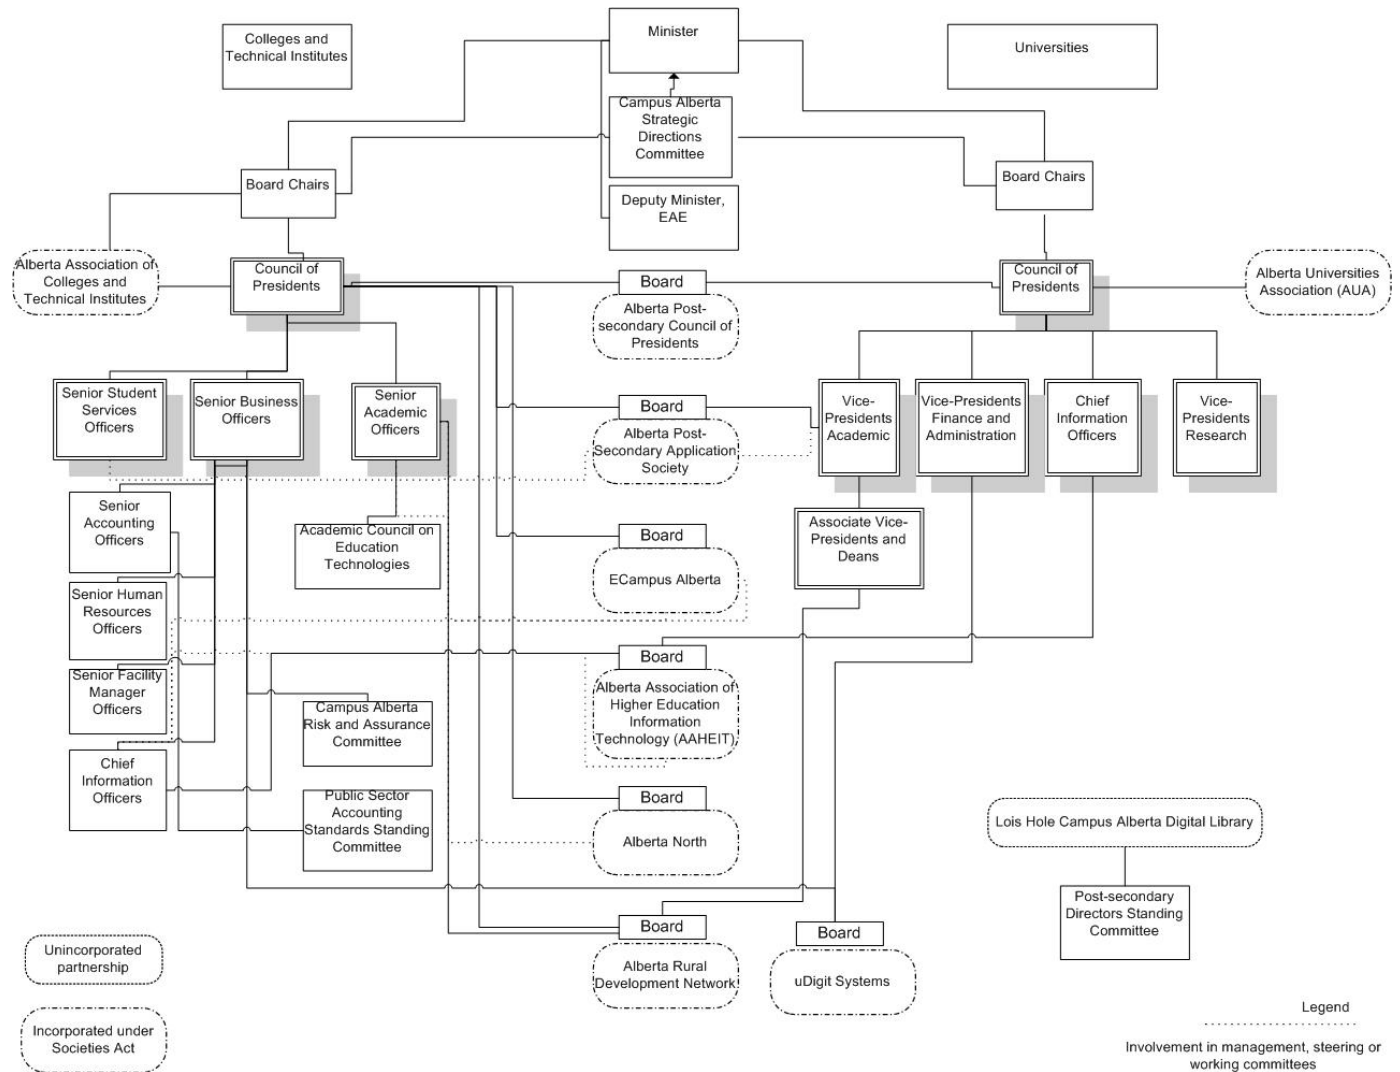 Colleges and
Technical Institutes
Minister
Universities
Campus Alberta
Strategic
Directions
Committee
Board Chairs
Deputy Minister,
EAE
Board Chairs
Alberta Association of
Colleges and
Technical Institutes
Council of
Presidents
Board
Alberta Post-
secondary Council of
Presidents
Council of
Presidents
Alberta Universities
Association (AUA)
Senior Student
Services
Officers
Senior Business
Officers
Senior
Academic
Officers
Board
Alberta Post-
Secondary Application
Society
Vice-
Presidents
Academic
Vice-Presidents
Finance and
Administration
Chief
Information
Officers
Vice-
Presidents
Research
Senior
Accounting
Officers
Academic Council on
Education
Technologies
Board
ECampus Alberta
Associate Vice-
Presidents and
Deans
Senior Human
Resources
Officers
Senior Facility
Manager
Officers
Board
Alberta Association of
Higher Education
Information
Technology (AAHEIT)
Campus Alberta
Risk and Assurance
Committee
Chief
Information
Officers
Public Sector
Accounting
Standards Standing
Committee
Board
Alberta North
Lois Hole Campus Alberta Digital Library
Post-secondary
Directors Standing
Committee
Board
Alberta Rural
Development Network
Board
uDigit Systems
Unincorporated
partnership
Incorporated under
Societies Act
Legend
Involvement in management, steering or
working committees